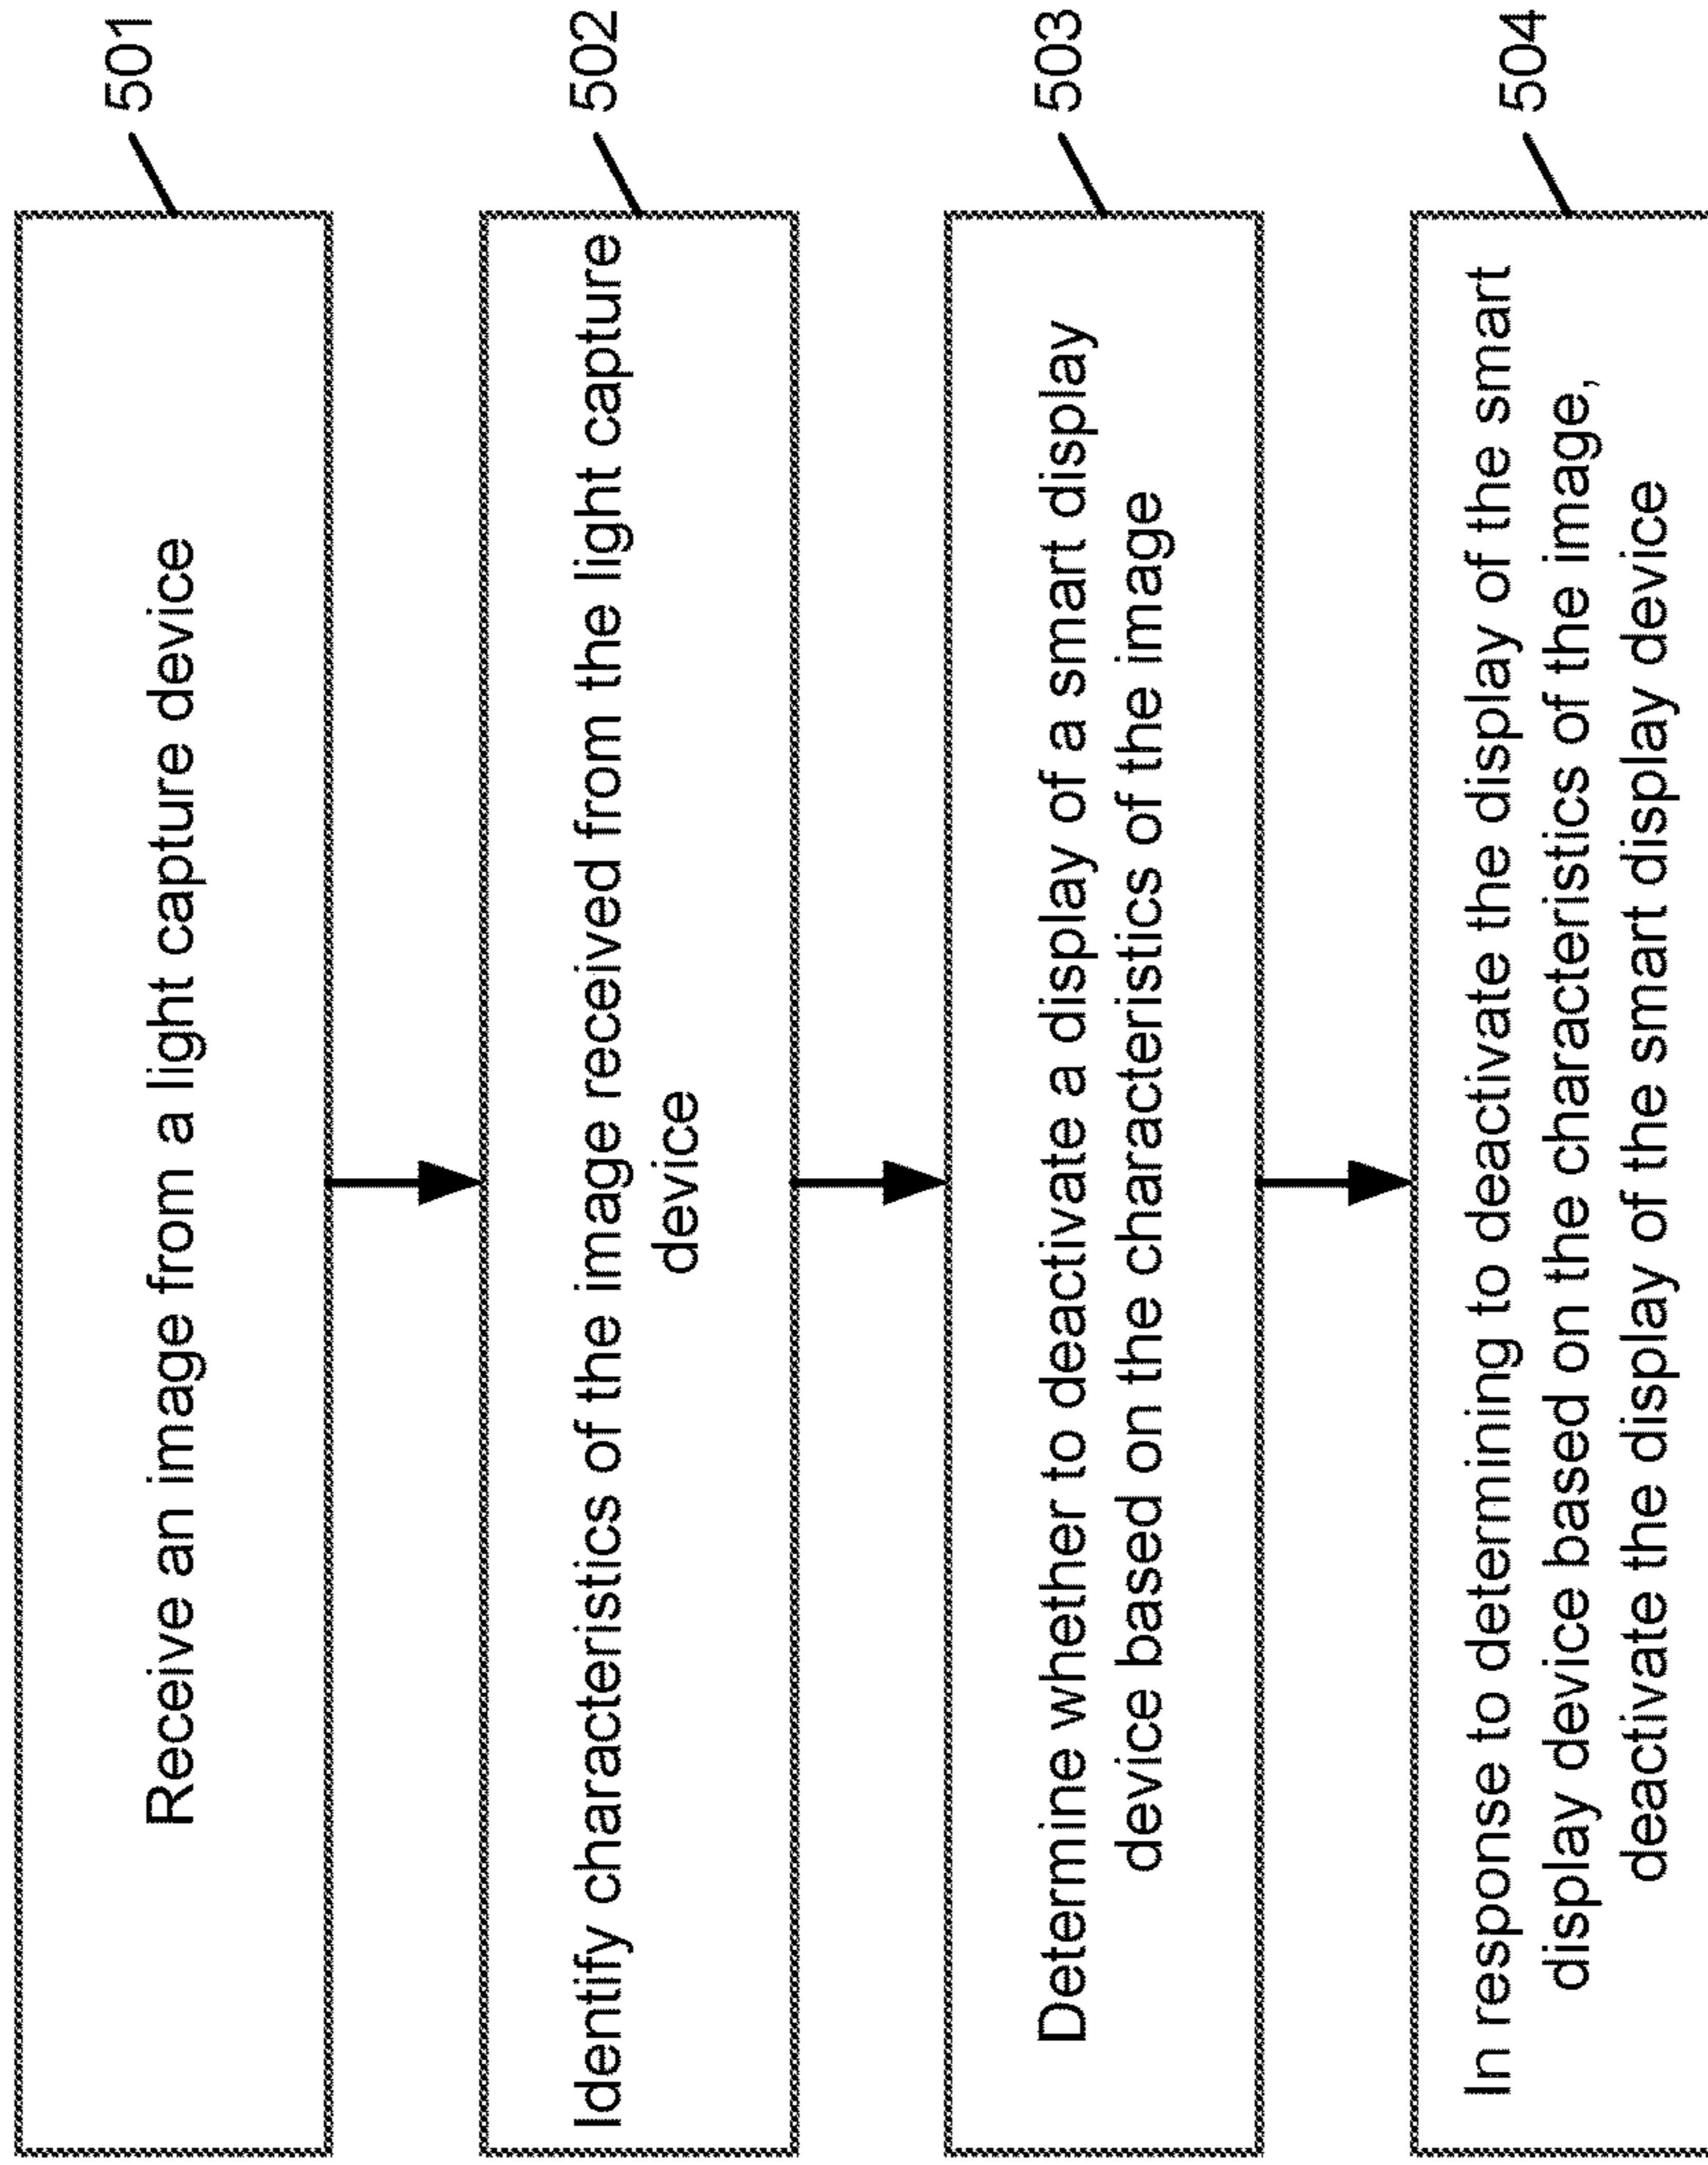 501
Receive an image from a light capture device
502
Identify characteristics of the image received from the light capture
device
503
Determine whether to deactivate a display of a smart display
device based on the characteristics of the image
504
In response to determining to deactivate the display of the smart
display device based on the characteristics of the image,
deactivate the display of the smart display device